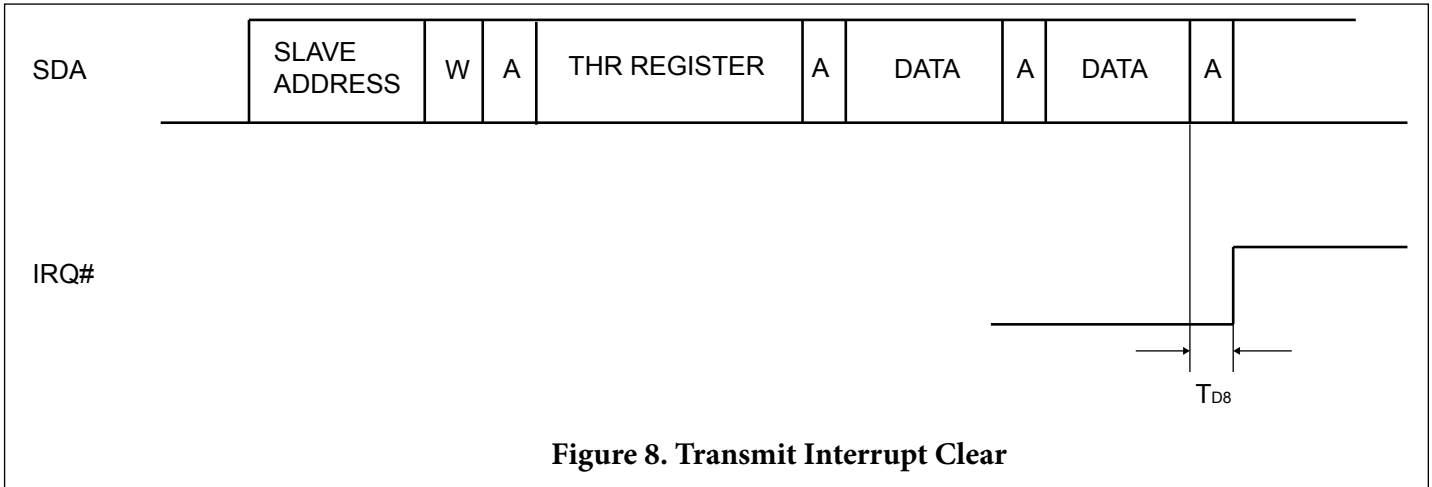 SDA
SLAVE
ADDRESS
W
A
THR REGISTER
A
DATA
A
DATA
A
IRQ#
TD8
Figure 8. Transmit Interrupt Clear